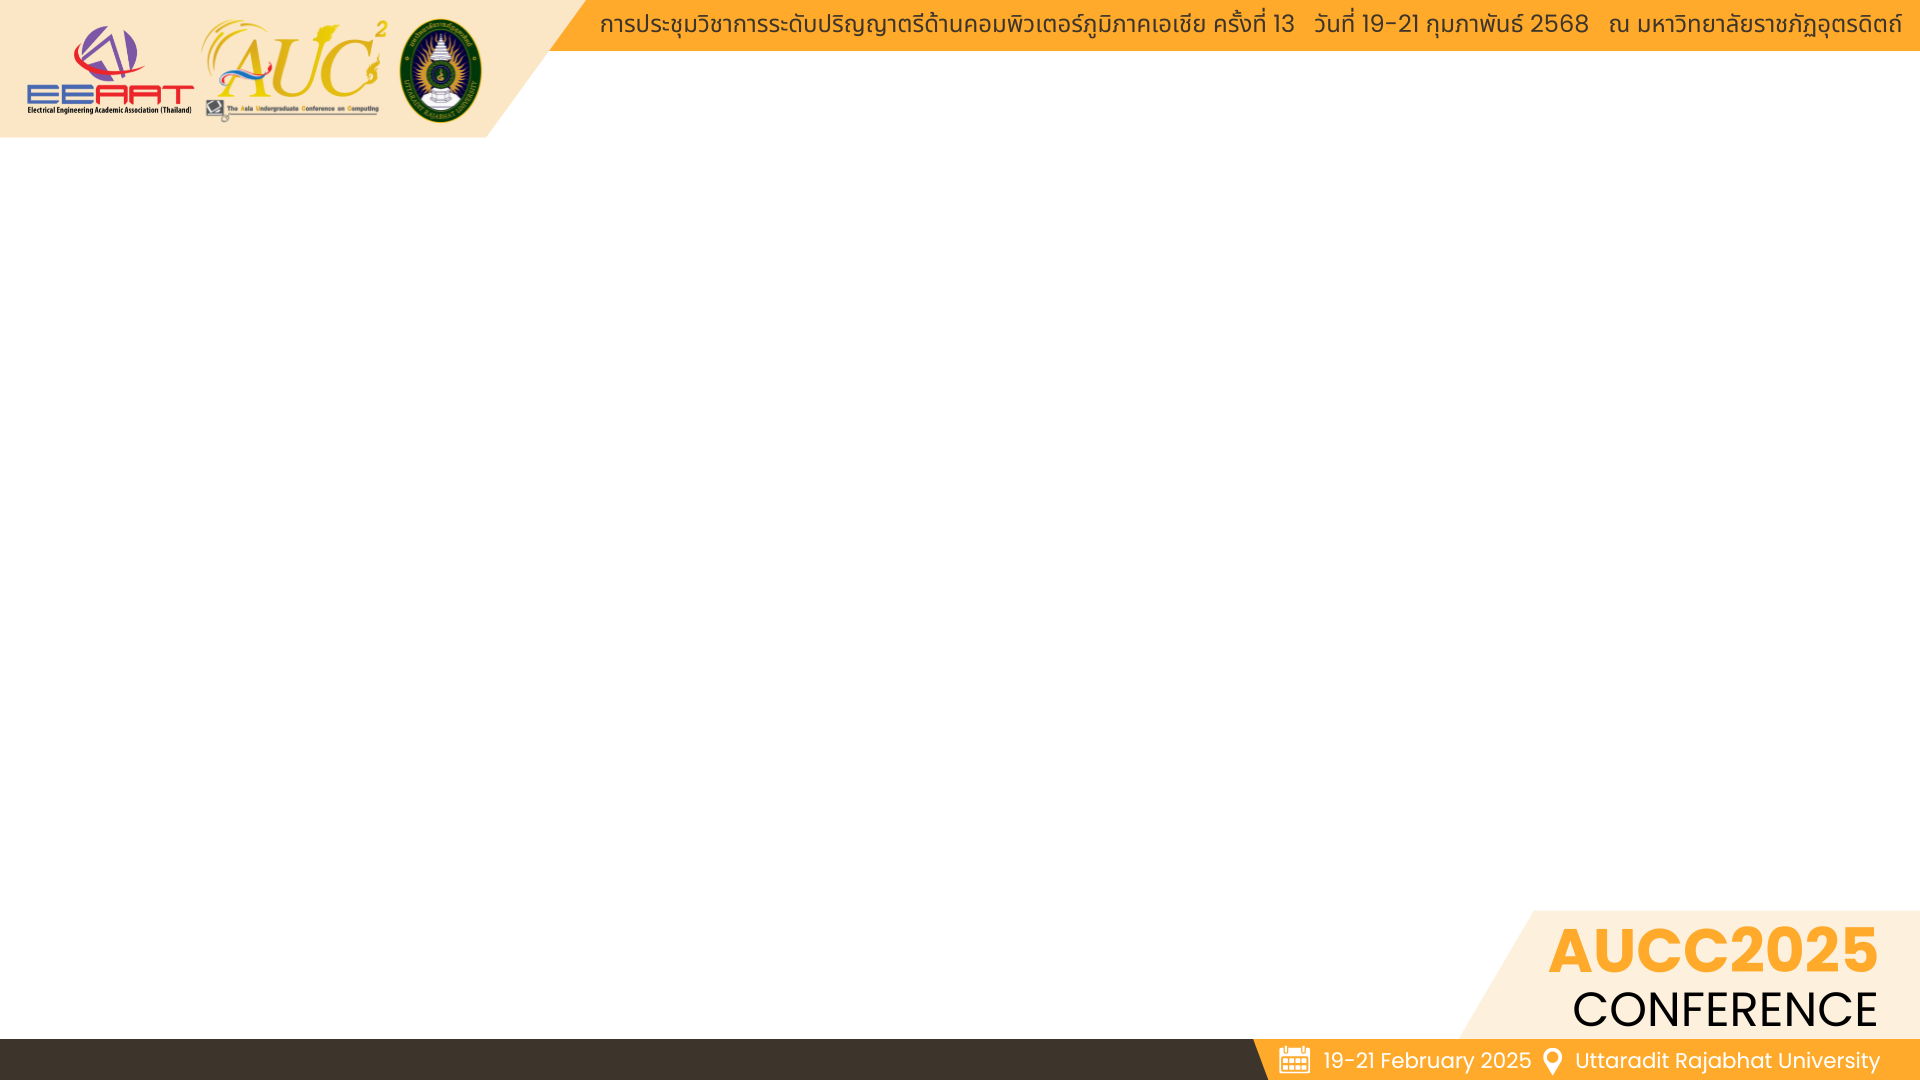 การประชุมวิชาการระดับปริญญาตรีด้านคอมพิวเตอร์ภูมิภาคเอเชีย ครั้งที่ 13 วันที่ 19-21 กุมภาพันธ์ 2568 ณ มหาวิทยาลัยราชภัฏอุตรดิตถ์
EEAAT
Electrical Engineering Academic Association (Thailand)
AUC2
The Asia Undergraduate Conference on Computing
UTTARADIT RAJABHAT UNIVERSITY
AUCC2025
CONFERENCE
19-21 February 2025 Uttaradit Rajabhat University